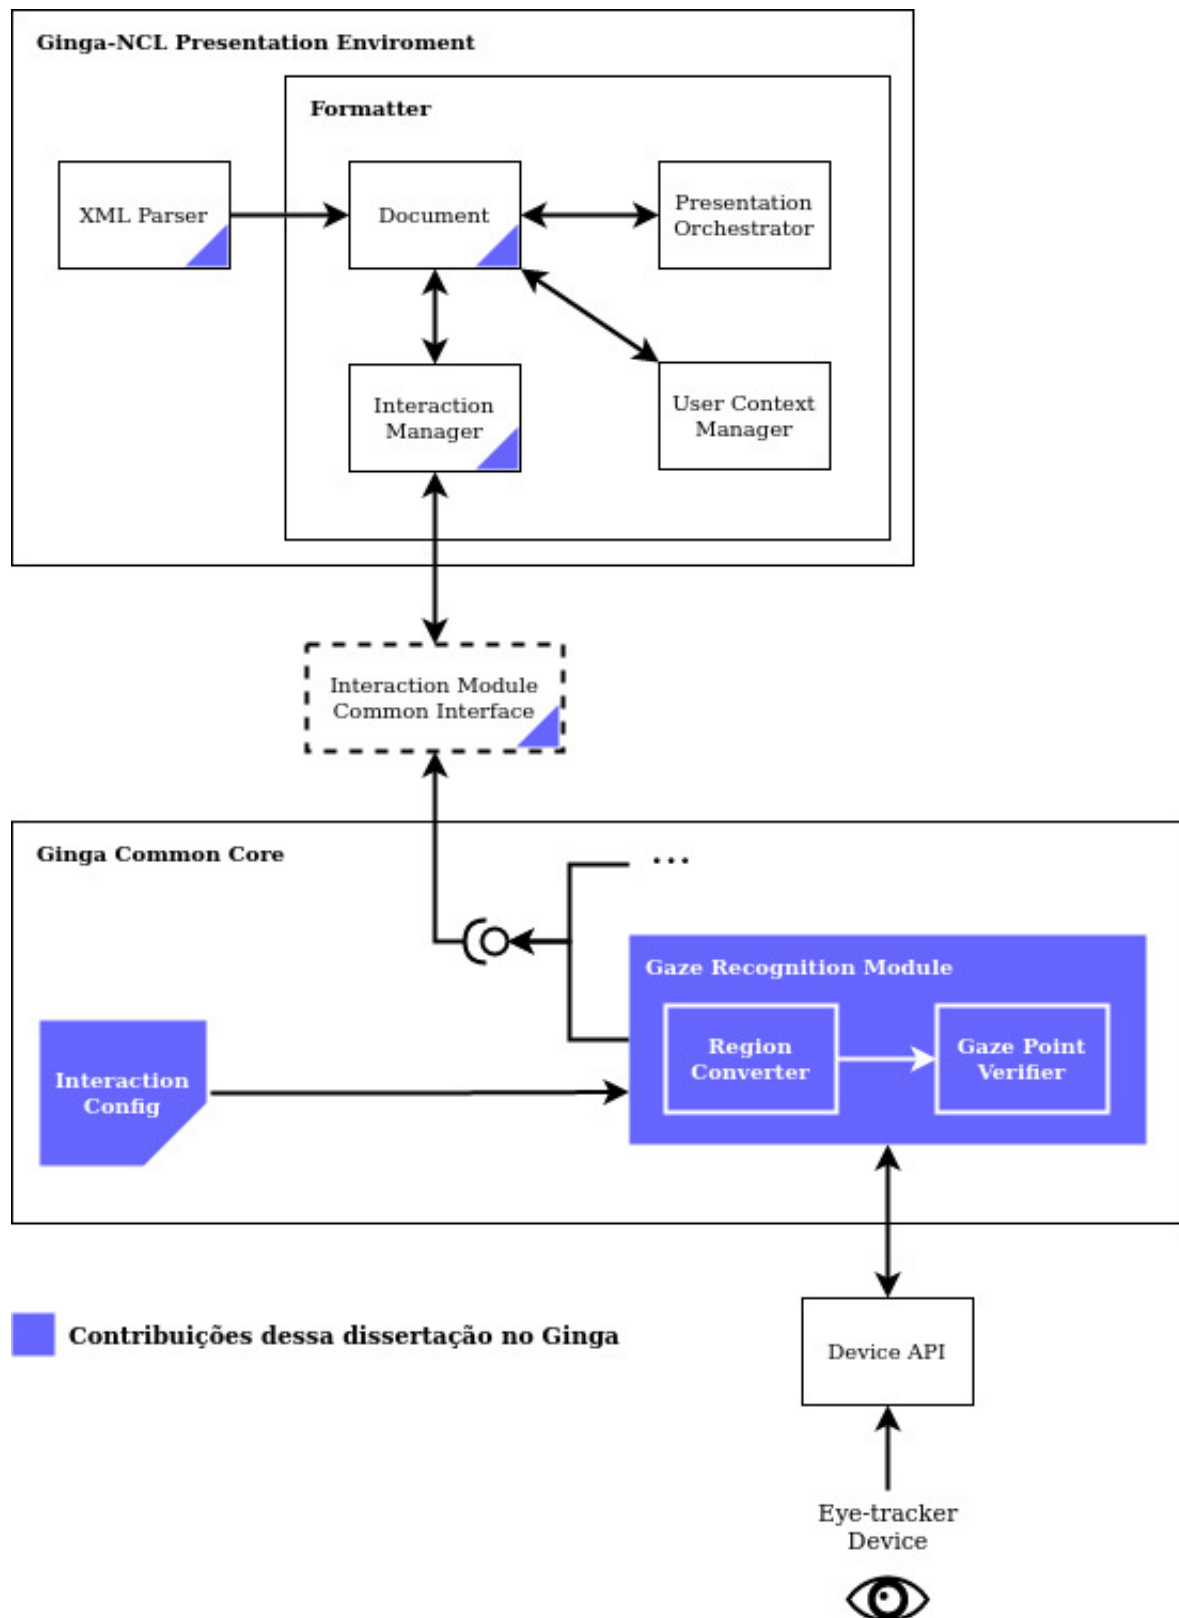 Ginga-NCL Presentation Enviroment
Formatter
XML Parser
Document
Presentation
Orchestrator
Interaction
Manager
User Context
Manager
Interaction Module
Common Interface
Ginga Common Core
...
Gaze Recognition Module
Region
Converter
Gaze Point
Verifier
Interaction
Config
Contribuições dessa dissertação no Ginga
Device API
Eye-tracker
Device